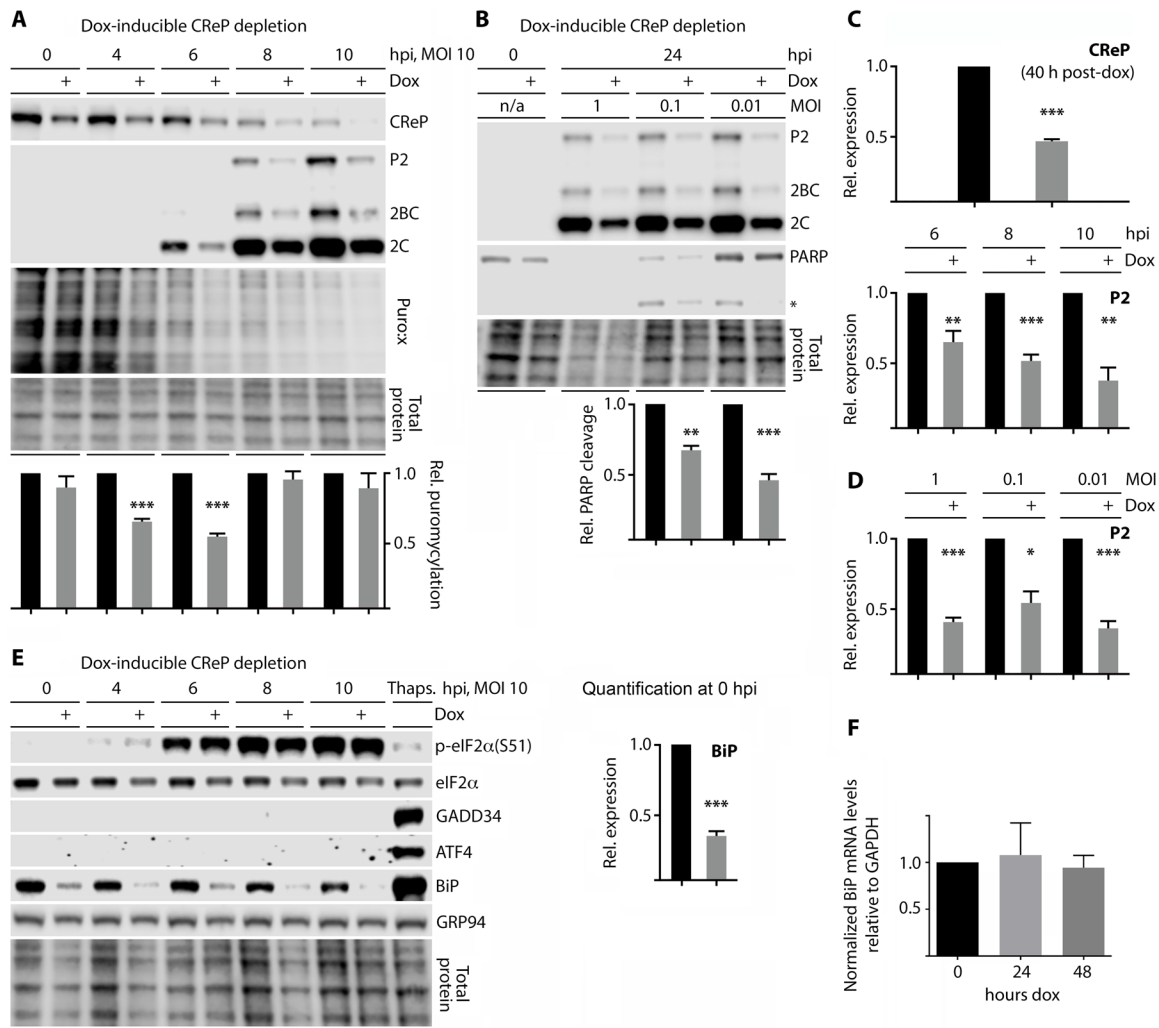 A
Dox-inducible CReP depletion
0 4 6 8 10 hpi, MOI 10
+ + + + + Dox
CReP
P2
2BC
2C
Puro:x
Total protein
1.0
0.5
Rel. puromycylation
*** ***
B
Dox-inducible CReP depletion
0 24 hpi
+ + + + Dox
n/a 1 0.1 0.01 MOI
P2
2BC
2C
PARP
*
Total protein
Rel. PARP cleavage
1.0
0.5
** ***
C
CReP
(40 h post-dox)
Rel. expression
1.0
0.5
***
6 8 10 hpi
+ + + Dox
P2
Rel. expression
1.0
0.5
** *** **
D
1 0.1 0.01 MOI
+ + + Dox
P2
Rel. expression
1.0
0.5
*** * ***
E
Dox-inducible CReP depletion
0 4 6 8 10 Thaps. hpi, MOI 10
+ + + + + Dox
p-eIF2α(S51)
eIF2α
GADD34
ATF4
BiP
GRP94
Total protein
Quantification at 0 hpi
BiP
Rel. expression
1.0
0.5
***
F
Normalized BiP mRNA levels
relative to GAPDH
1.0
0.5
0 24 48
hours dox